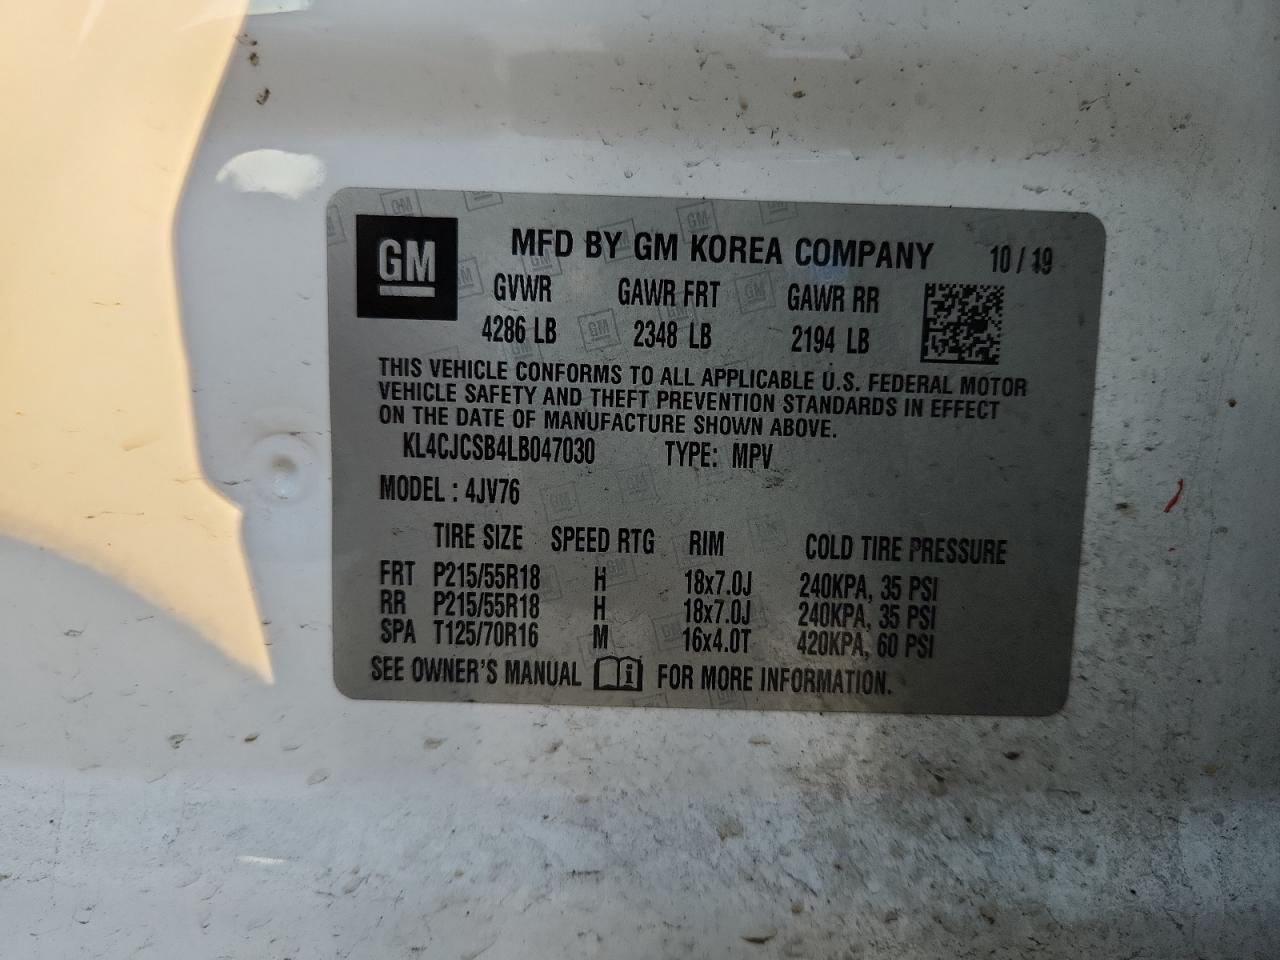 GM MFD BY GM KOREA COMPANY 10/19
GVWR GAWR FRT GAWR RR
4286 LB 2348 LB 2194 LB
THIS VEHICLE CONFORMS TO ALL APPLICABLE U.S. FEDERAL MOTOR
VEHICLE SAFETY AND THEFT PREVENTION STANDARDS IN EFFECT
ON THE DATE OF MANUFACTURE SHOWN ABOVE.
KL4CJCSB4LB047030 TYPE: MPV
MODEL : 4JV76
TIRE SIZE SPEED RTG RIM COLD TIRE PRESSURE
FRT P215/55R18 H 18x7.0J 240KPA, 35 PSI
RR P215/55R18 H 18x7.0J 240KPA, 35 PSI
SPA T125/70R16 M 16x4.0T 420KPA, 60 PSI
SEE OWNER'S MANUAL FOR MORE INFORMATION.